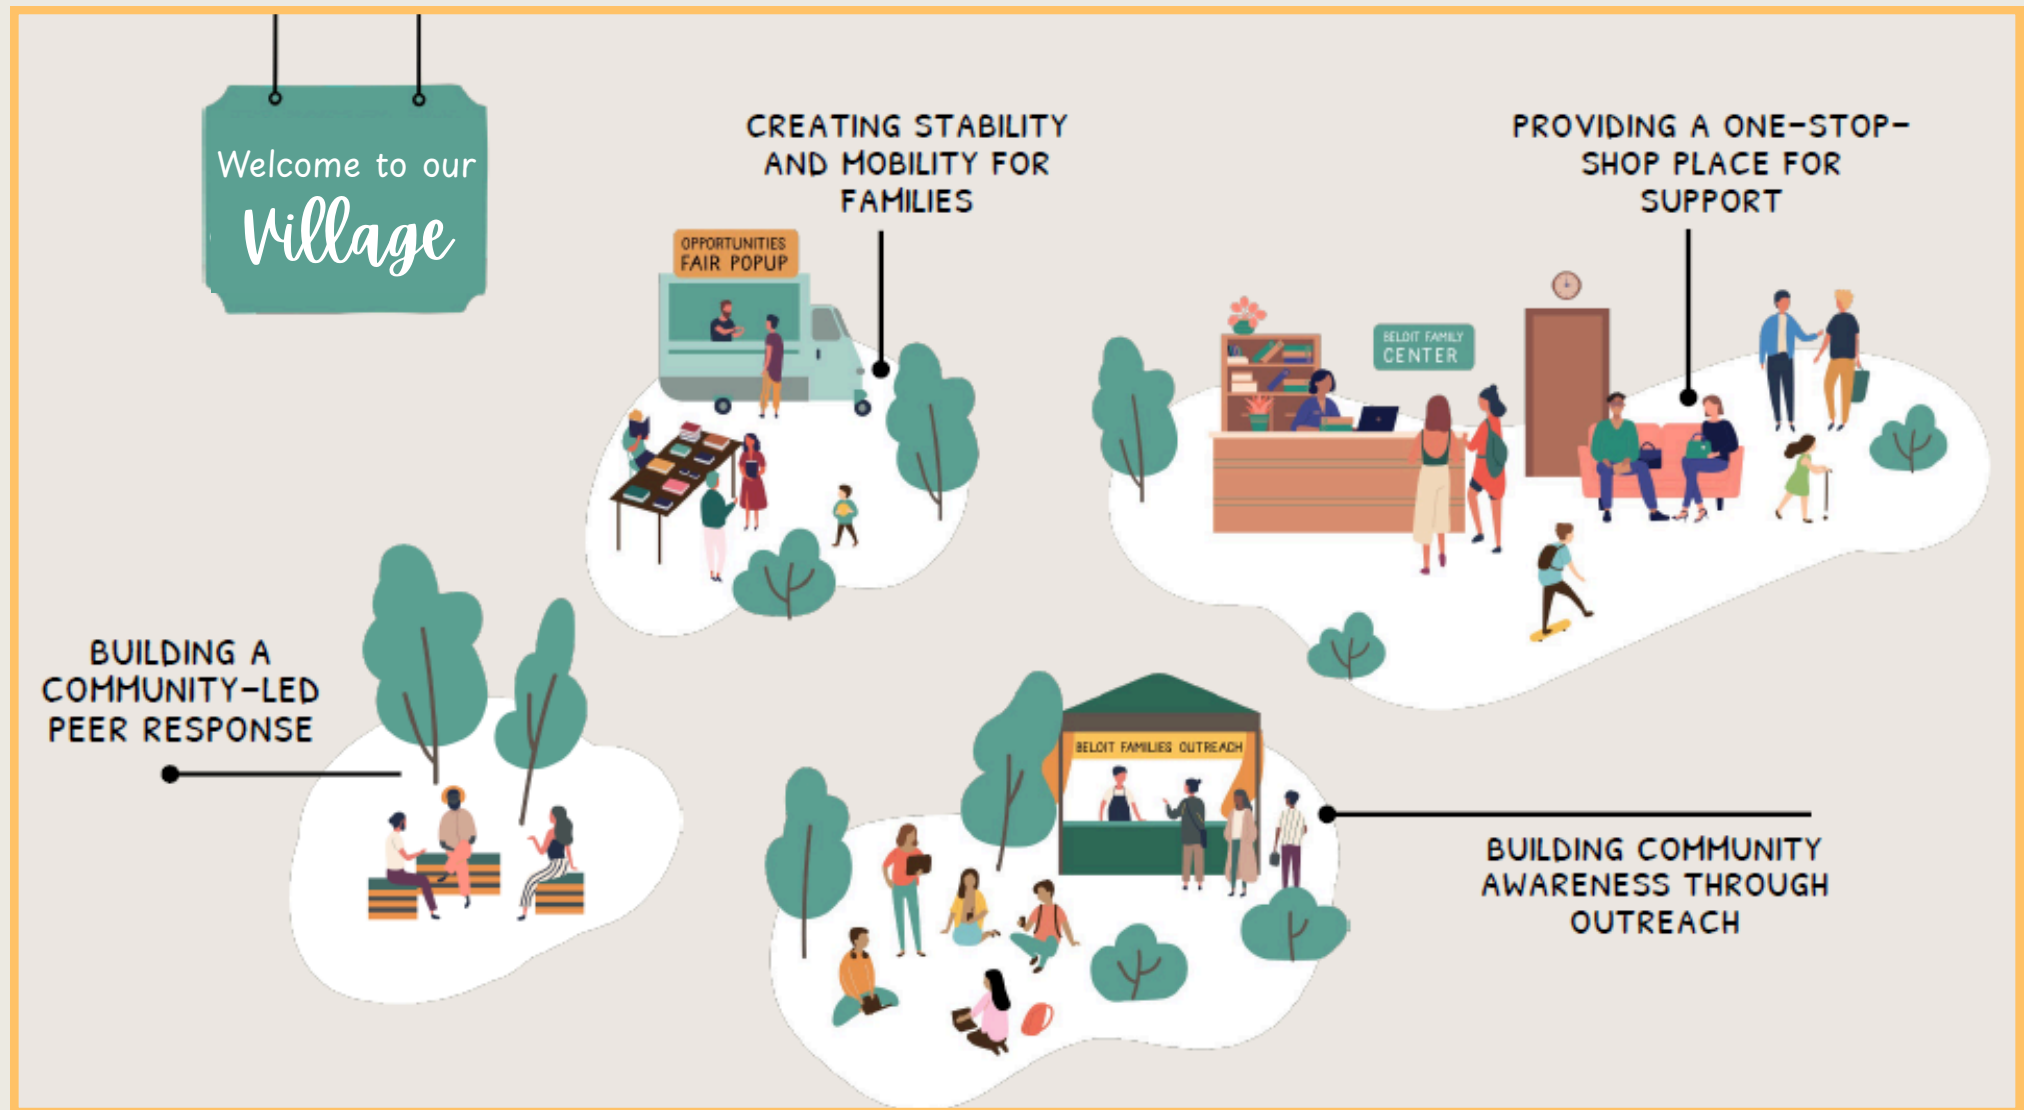 Welcome to our
Village
CREATING STABILITY
AND MOBILITY FOR
FAMILIES
OPPORTUNITIES
FAIR POPUP
PROVIDING A ONE-STOP-
SHOP PLACE FOR
SUPPORT
BELOIT FAMILY
CENTER
BUILDING A
COMMUNITY-LED
PEER RESPONSE
BELOIT FAMILIES OUTREACH
BUILDING COMMUNITY
AWARENESS THROUGH
OUTREACH